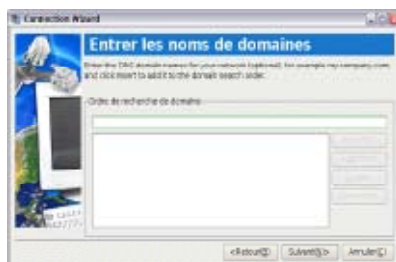 Connection Wizard
Entrer les noms de domaines
Enter the DNS domain names for your network (optional), for example my-company.com,
and click Insert to add it to the domain search order.
Ordre de recherche de domaine
<Retour(B) Suivant(N)> Annuler(C)